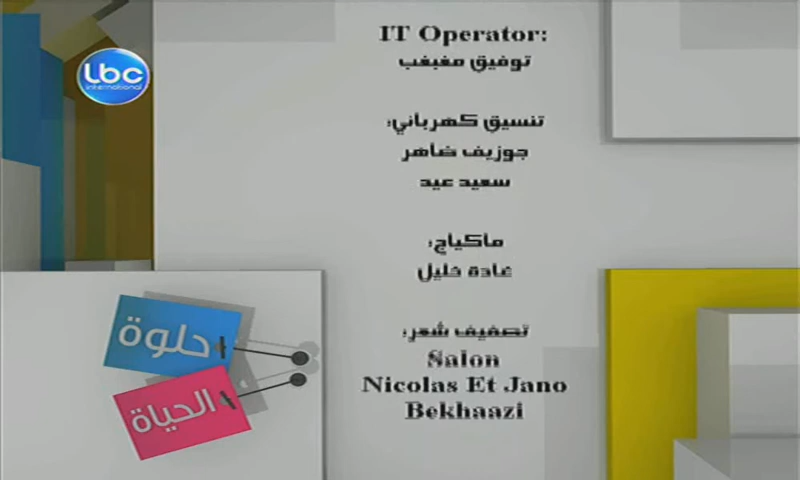 lbc
international
IT Operator:
توفيق مغبغب
تنسيق كهربائي:
جوزيف ضاهر
سعيد عيد
ماكياج:
غادة خليل
تصفيف شعر:
Salon
Nicolas Et Jano
Bekhaazi
حلوة
الحياة